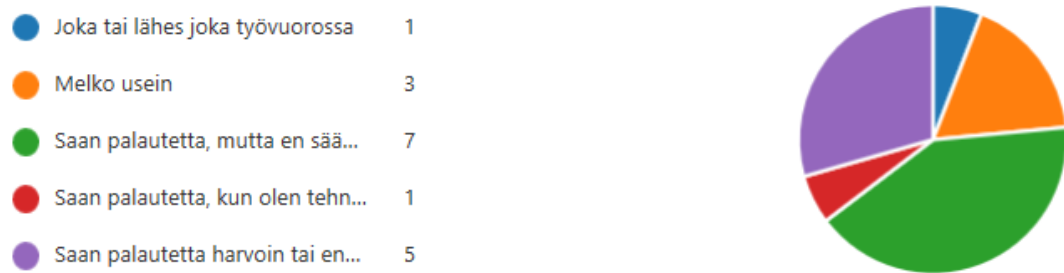 Joka tai lähes joka työvuorossa 1
Melko usein 3
Saan palautetta, mutta en sää... 7
Saan palautetta, kun olen tehn... 1
Saan palautetta harvoin tai en... 5